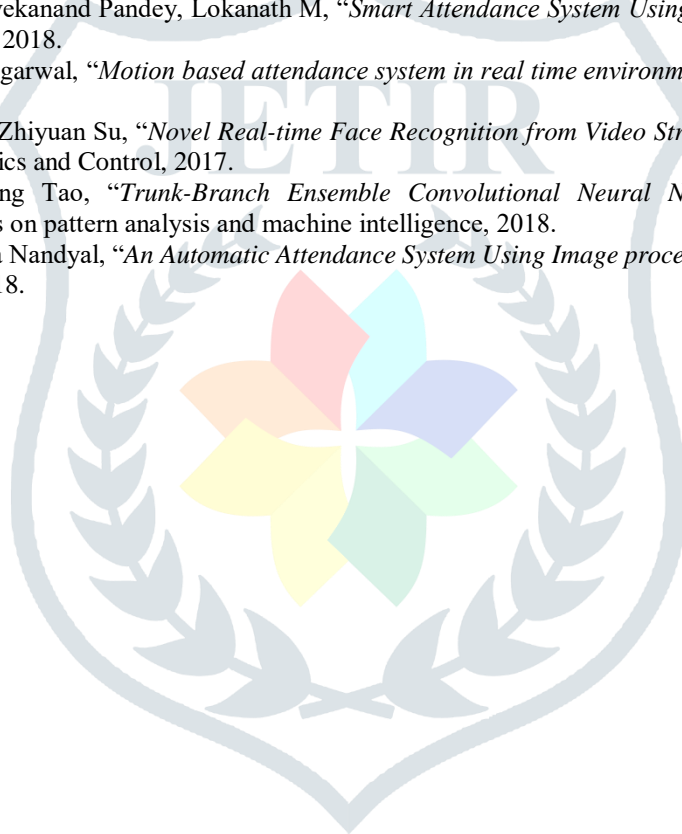 ekanand Pandey, Lokanath M, “Smart Attendance System Using
2018.
garwal, “Motion based attendance system in real time environm
JETIR
Zhiyuan Su, “Novel Real-time Face Recognition from Video Str
ics and Control, 2017.
ng Tao, “Trunk-Branch Ensemble Convolutional Neural N
s on pattern analysis and machine intelligence, 2018.
a Nandyal, “An Automatic Attendance System Using Image proce
18.